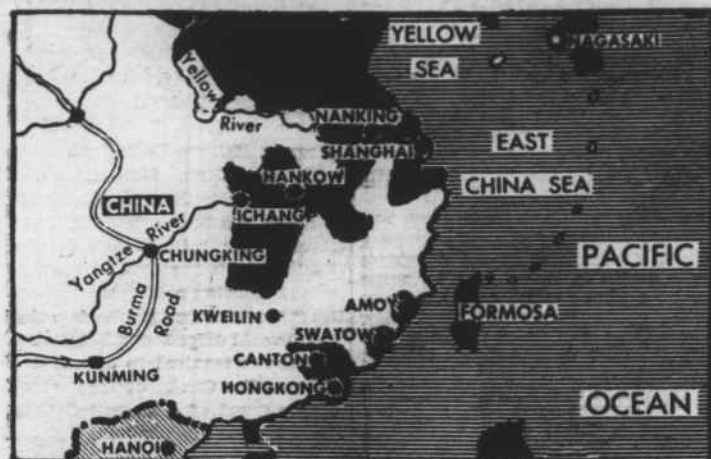 YELLOW
SEA
NAGASAKI
Yellow
River
NANKING
SHANGHAI
EAST
CHINA SEA
HANKOW
CHINA
ICHANG
Yangtze River
CHUNGKING
PACIFIC
Burma
Road
KWEILIN
AMOY
FORMOSA
SWATOW
CANTON
KUNMING
HONGKONG
OCEAN
HANOI